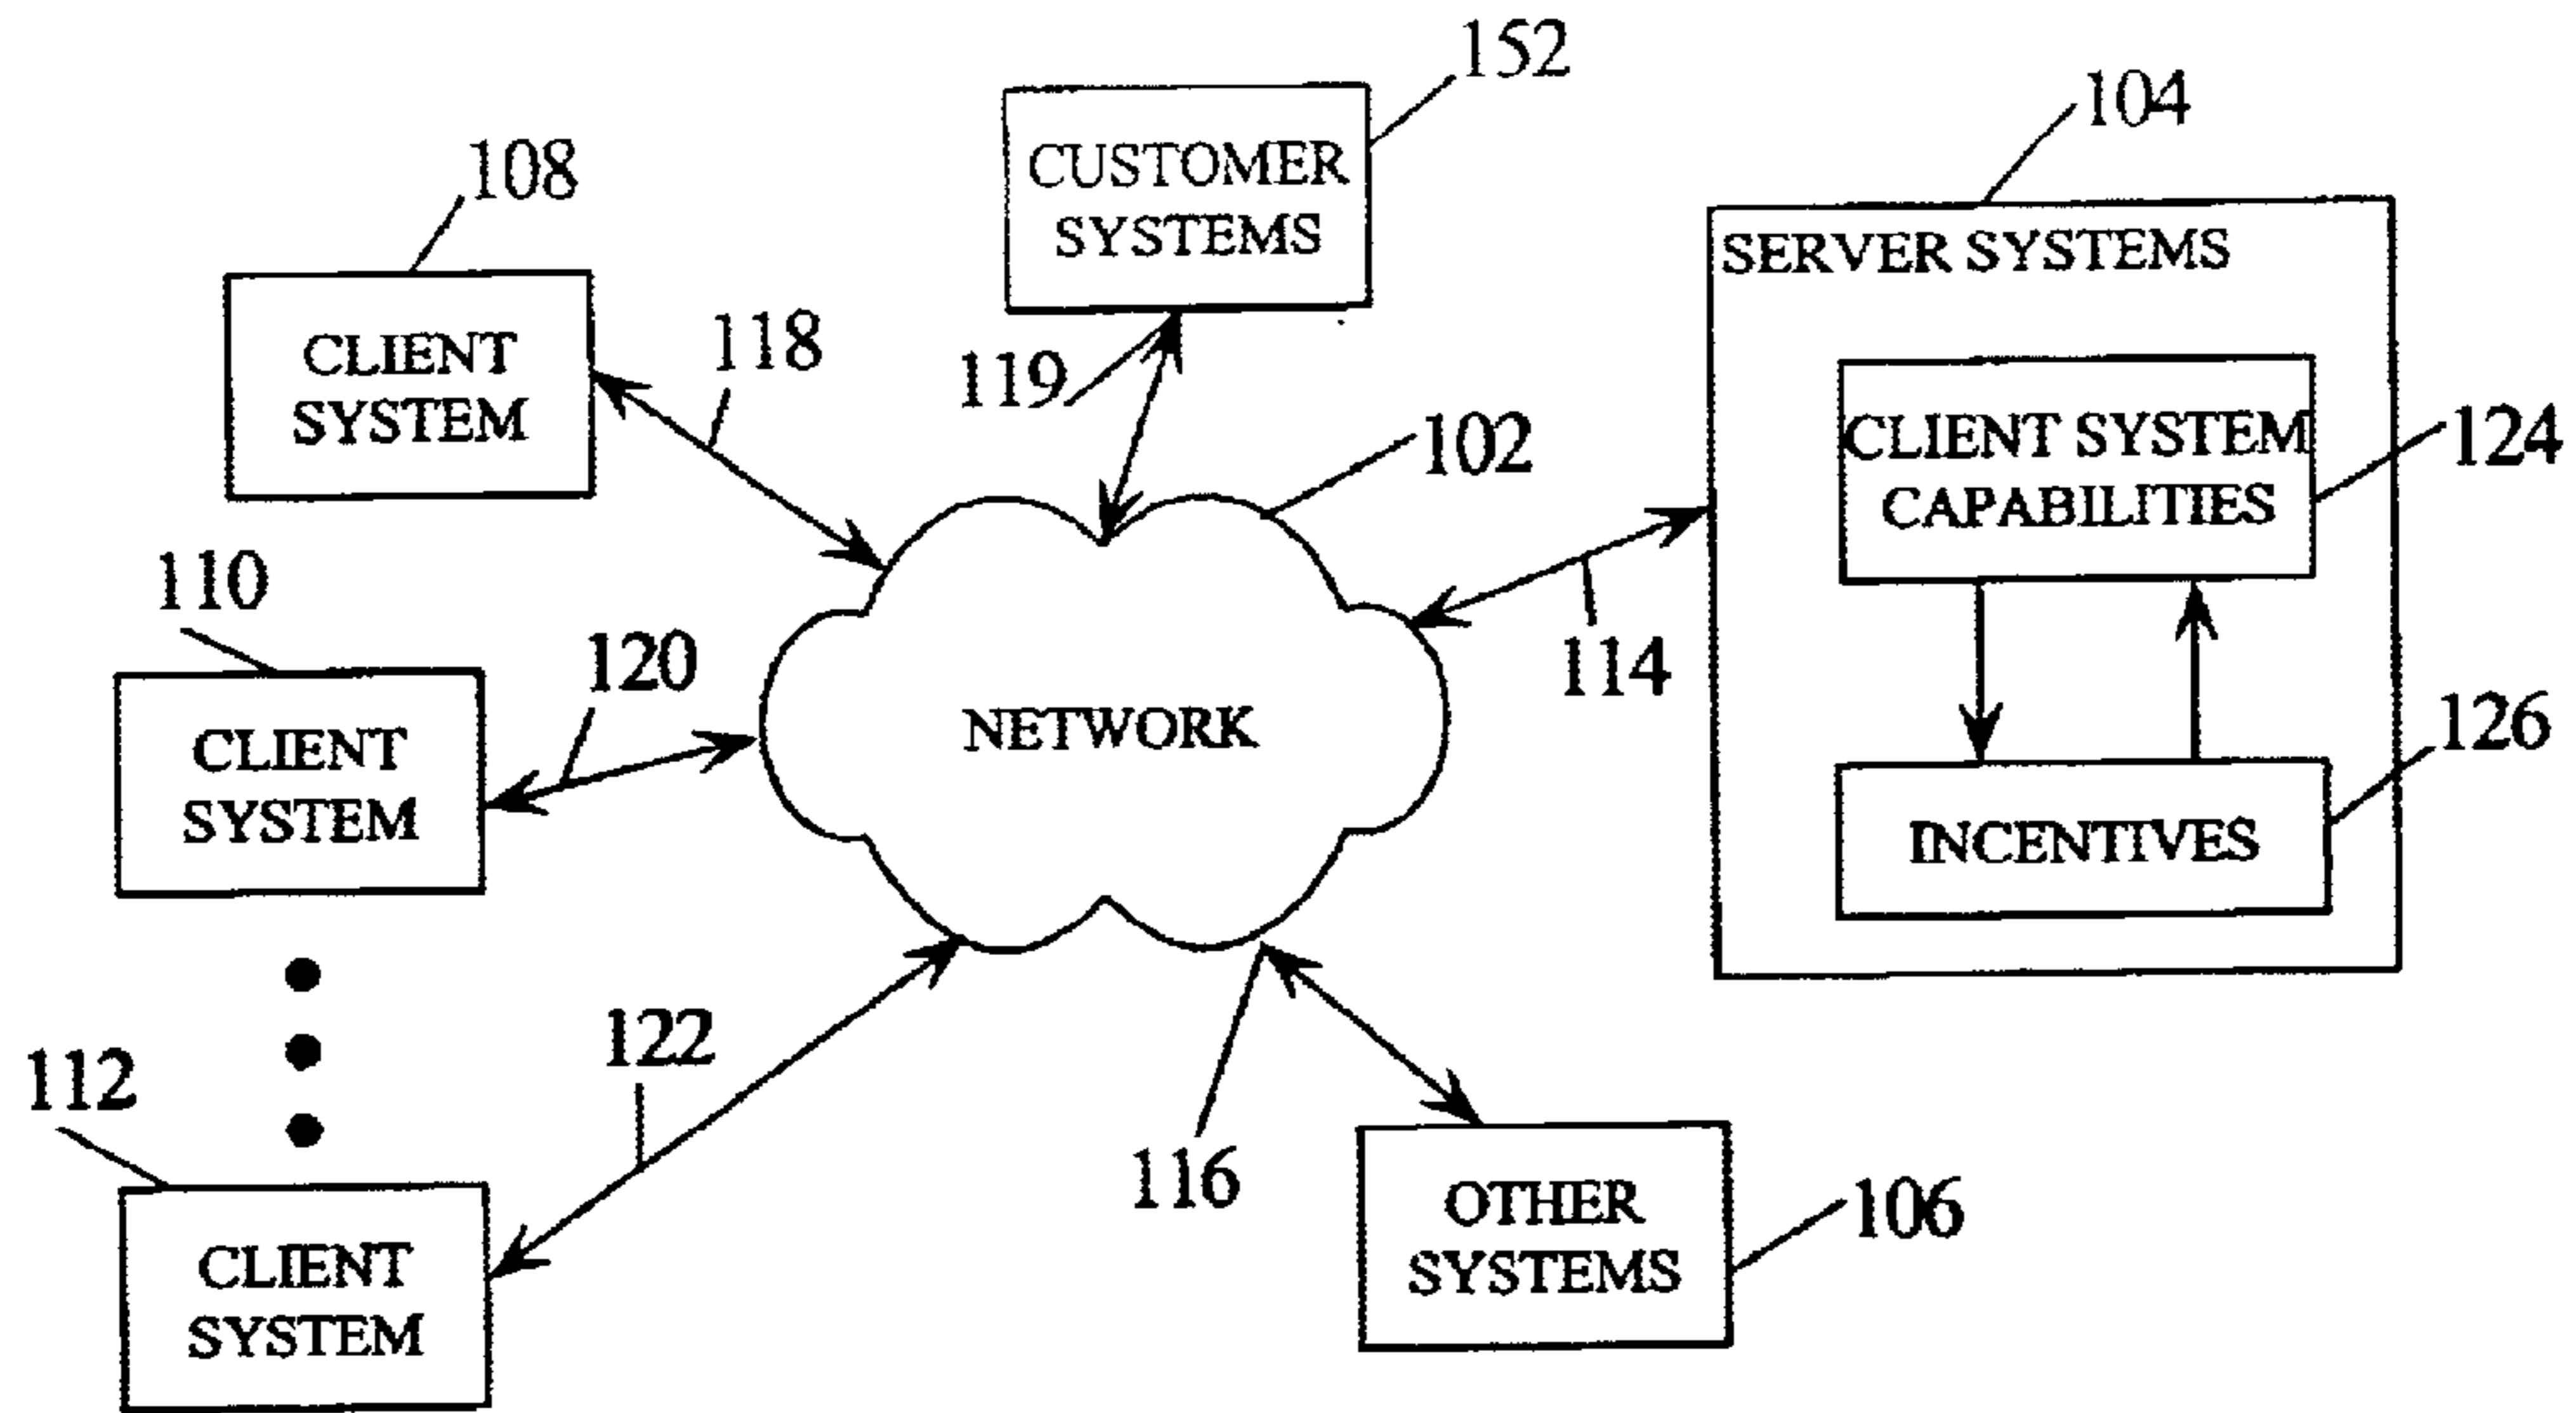 152
104
108
CUSTOMER
SYSTEMS
SERVER SYSTEMS
118
CLIENT
SYSTEM
119
102
CLIENT SYSTEM
CAPABILITIES
124
110
120
114
CLIENT
SYSTEM
NETWORK
126
INCENTIVES
122
112
116
OTHER
SYSTEMS
106
CLIENT
SYSTEM